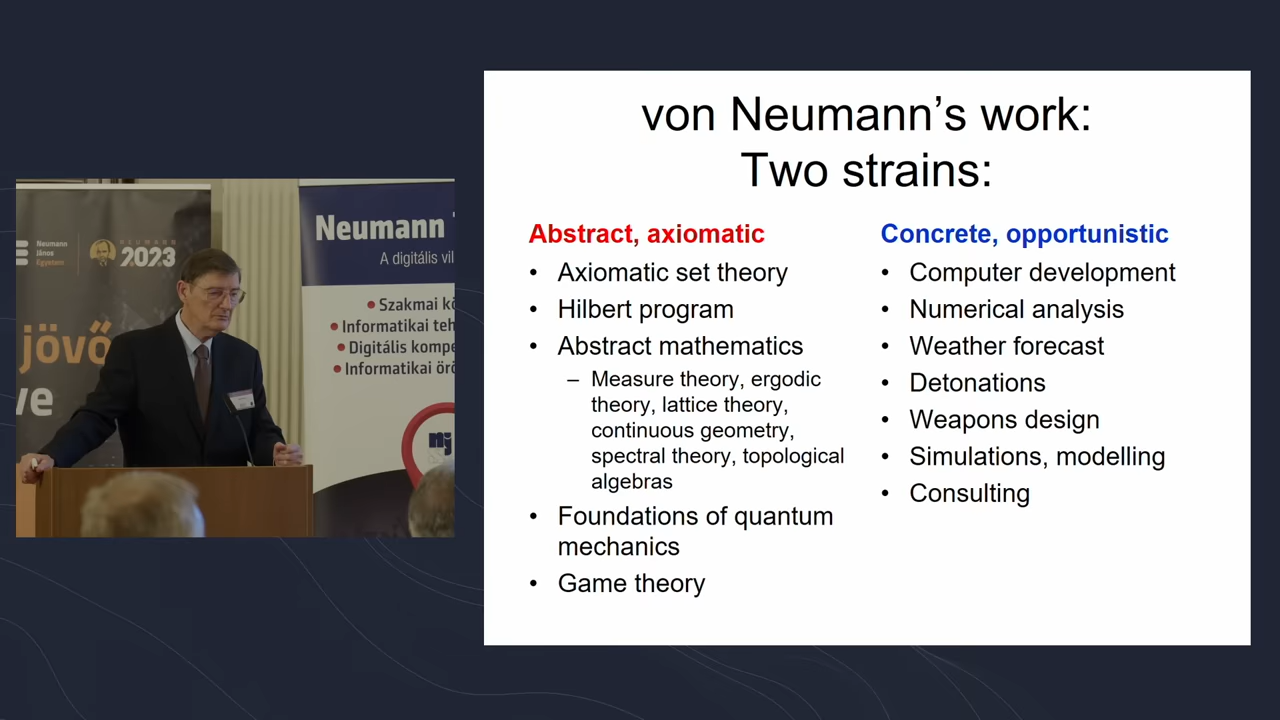 von Neumann’s work:
Two strains:
Abstract, axiomatic
• Axiomatic set theory
• Hilbert program
• Abstract mathematics
– Measure theory, ergodic
theory, lattice theory,
continuous geometry,
spectral theory, topological
algebras
• Foundations of quantum
mechanics
• Game theory
Concrete, opportunistic
• Computer development
• Numerical analysis
• Weather forecast
• Detonations
• Weapons design
• Simulations, modelling
• Consulting
Neumann
János
Egyetem
NEUMANN
2023
jövő
ve
Neumann
A digitális vil
• Szakmai kö
• Informatikai teh
• Digitális kompe
• Informatikai örö
nj